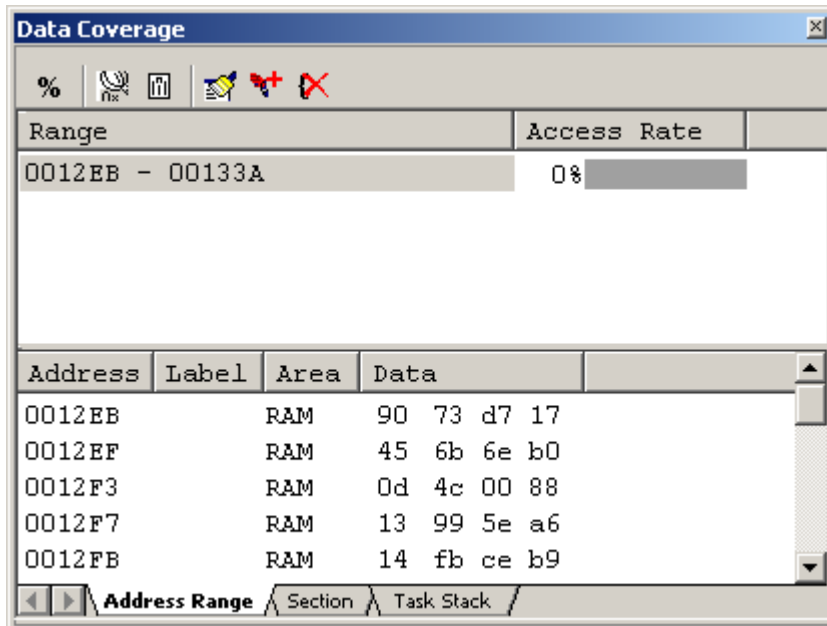 Data Coverage
%
Range Access Rate
0012EB - 00133A 0%
Address Label Area Data
0012EB RAM 90 73 d7 17
0012EF RAM 45 6b 6e b0
0012F3 RAM 0d 4c 00 88
0012F7 RAM 13 99 5e a6
0012FB RAM 14 fb ce b9
Address Range Section Task Stack